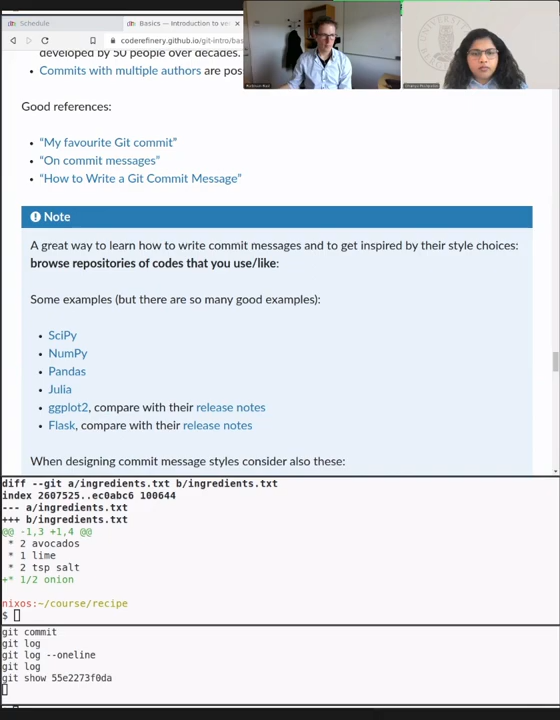 Schedule
Basics — Introduction to ve
coderefinery.github.io/git-intro/bas
developed by 50 people over decades.
• Commits with multiple authors are pos
Good references:
• “My favourite Git commit”
• “On commit messages”
• “How to Write a Git Commit Message”
Note
A great way to learn how to write commit messages and to get inspired by their style choices:
browse repositories of codes that you use/like:
Some examples (but there are so many good examples):
• SciPy
• NumPy
• Pandas
• Julia
• ggplot2, compare with their release notes
• Flask, compare with their release notes
When designing commit message styles consider also these:
diff --git a/ingredients.txt b/ingredients.txt
index 2607525..ec0abc6 100644
--- a/ingredients.txt
+++ b/ingredients.txt
@@ -1,3 +1,4 @@
* 2 avocados
* 1 lime
* 2 tsp salt
+* 1/2 onion
nixos:~/course/recipe
$
git commit
git log
git log --oneline
git log
git show 55e2273f0da